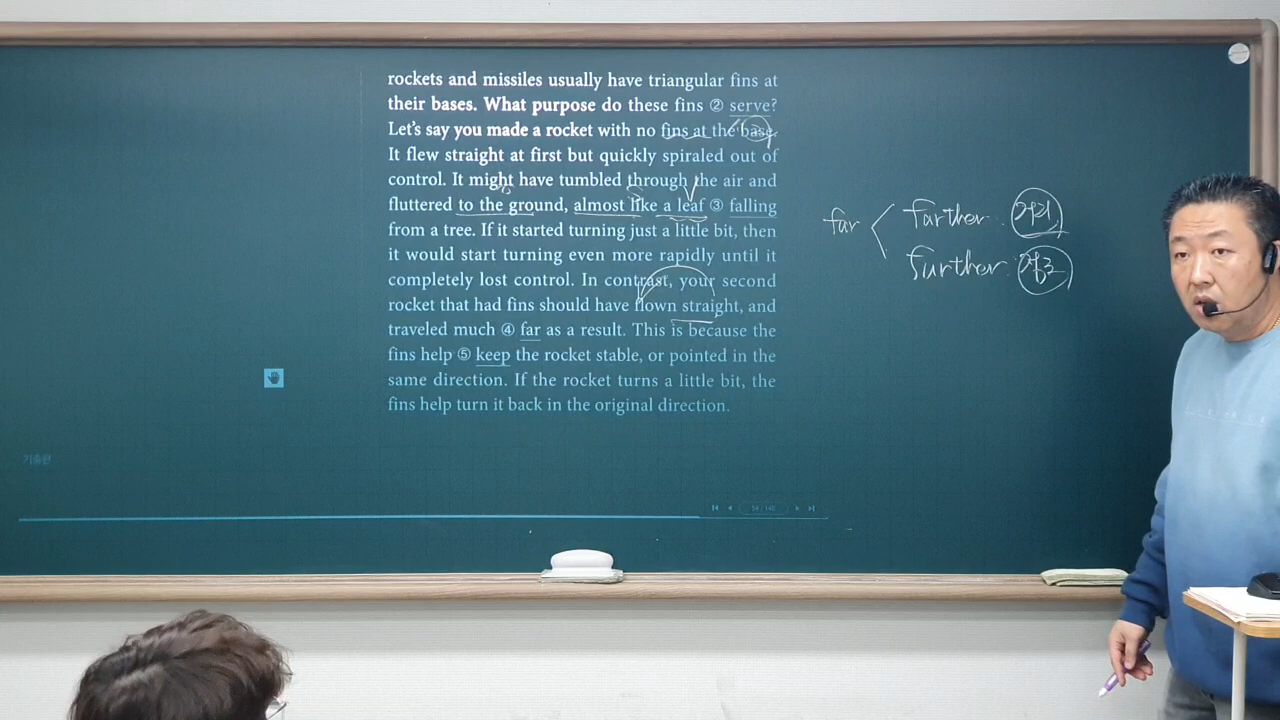 rockets and missiles usually have triangular fins at
their bases. What purpose do these fins ② serve?
Let's say you made a rocket with no fins at the base.
It flew straight at first but quickly spiraled out of
control. It might have tumbled through the air and
fluttered to the ground, almost like a leaf ③ falling
from a tree. If it started turning just a little bit, then
it would start turning even more rapidly until it
completely lost control. In contrast, your second
rocket that had fins should have flown straight, and
traveled much ④ far as a result. This is because the
fins help ⑤ keep the rocket stable, or pointed in the
same direction. If the rocket turns a little bit, the
fins help turn it back in the original direction.
far farther : 거리
further : 정도
54 / 142